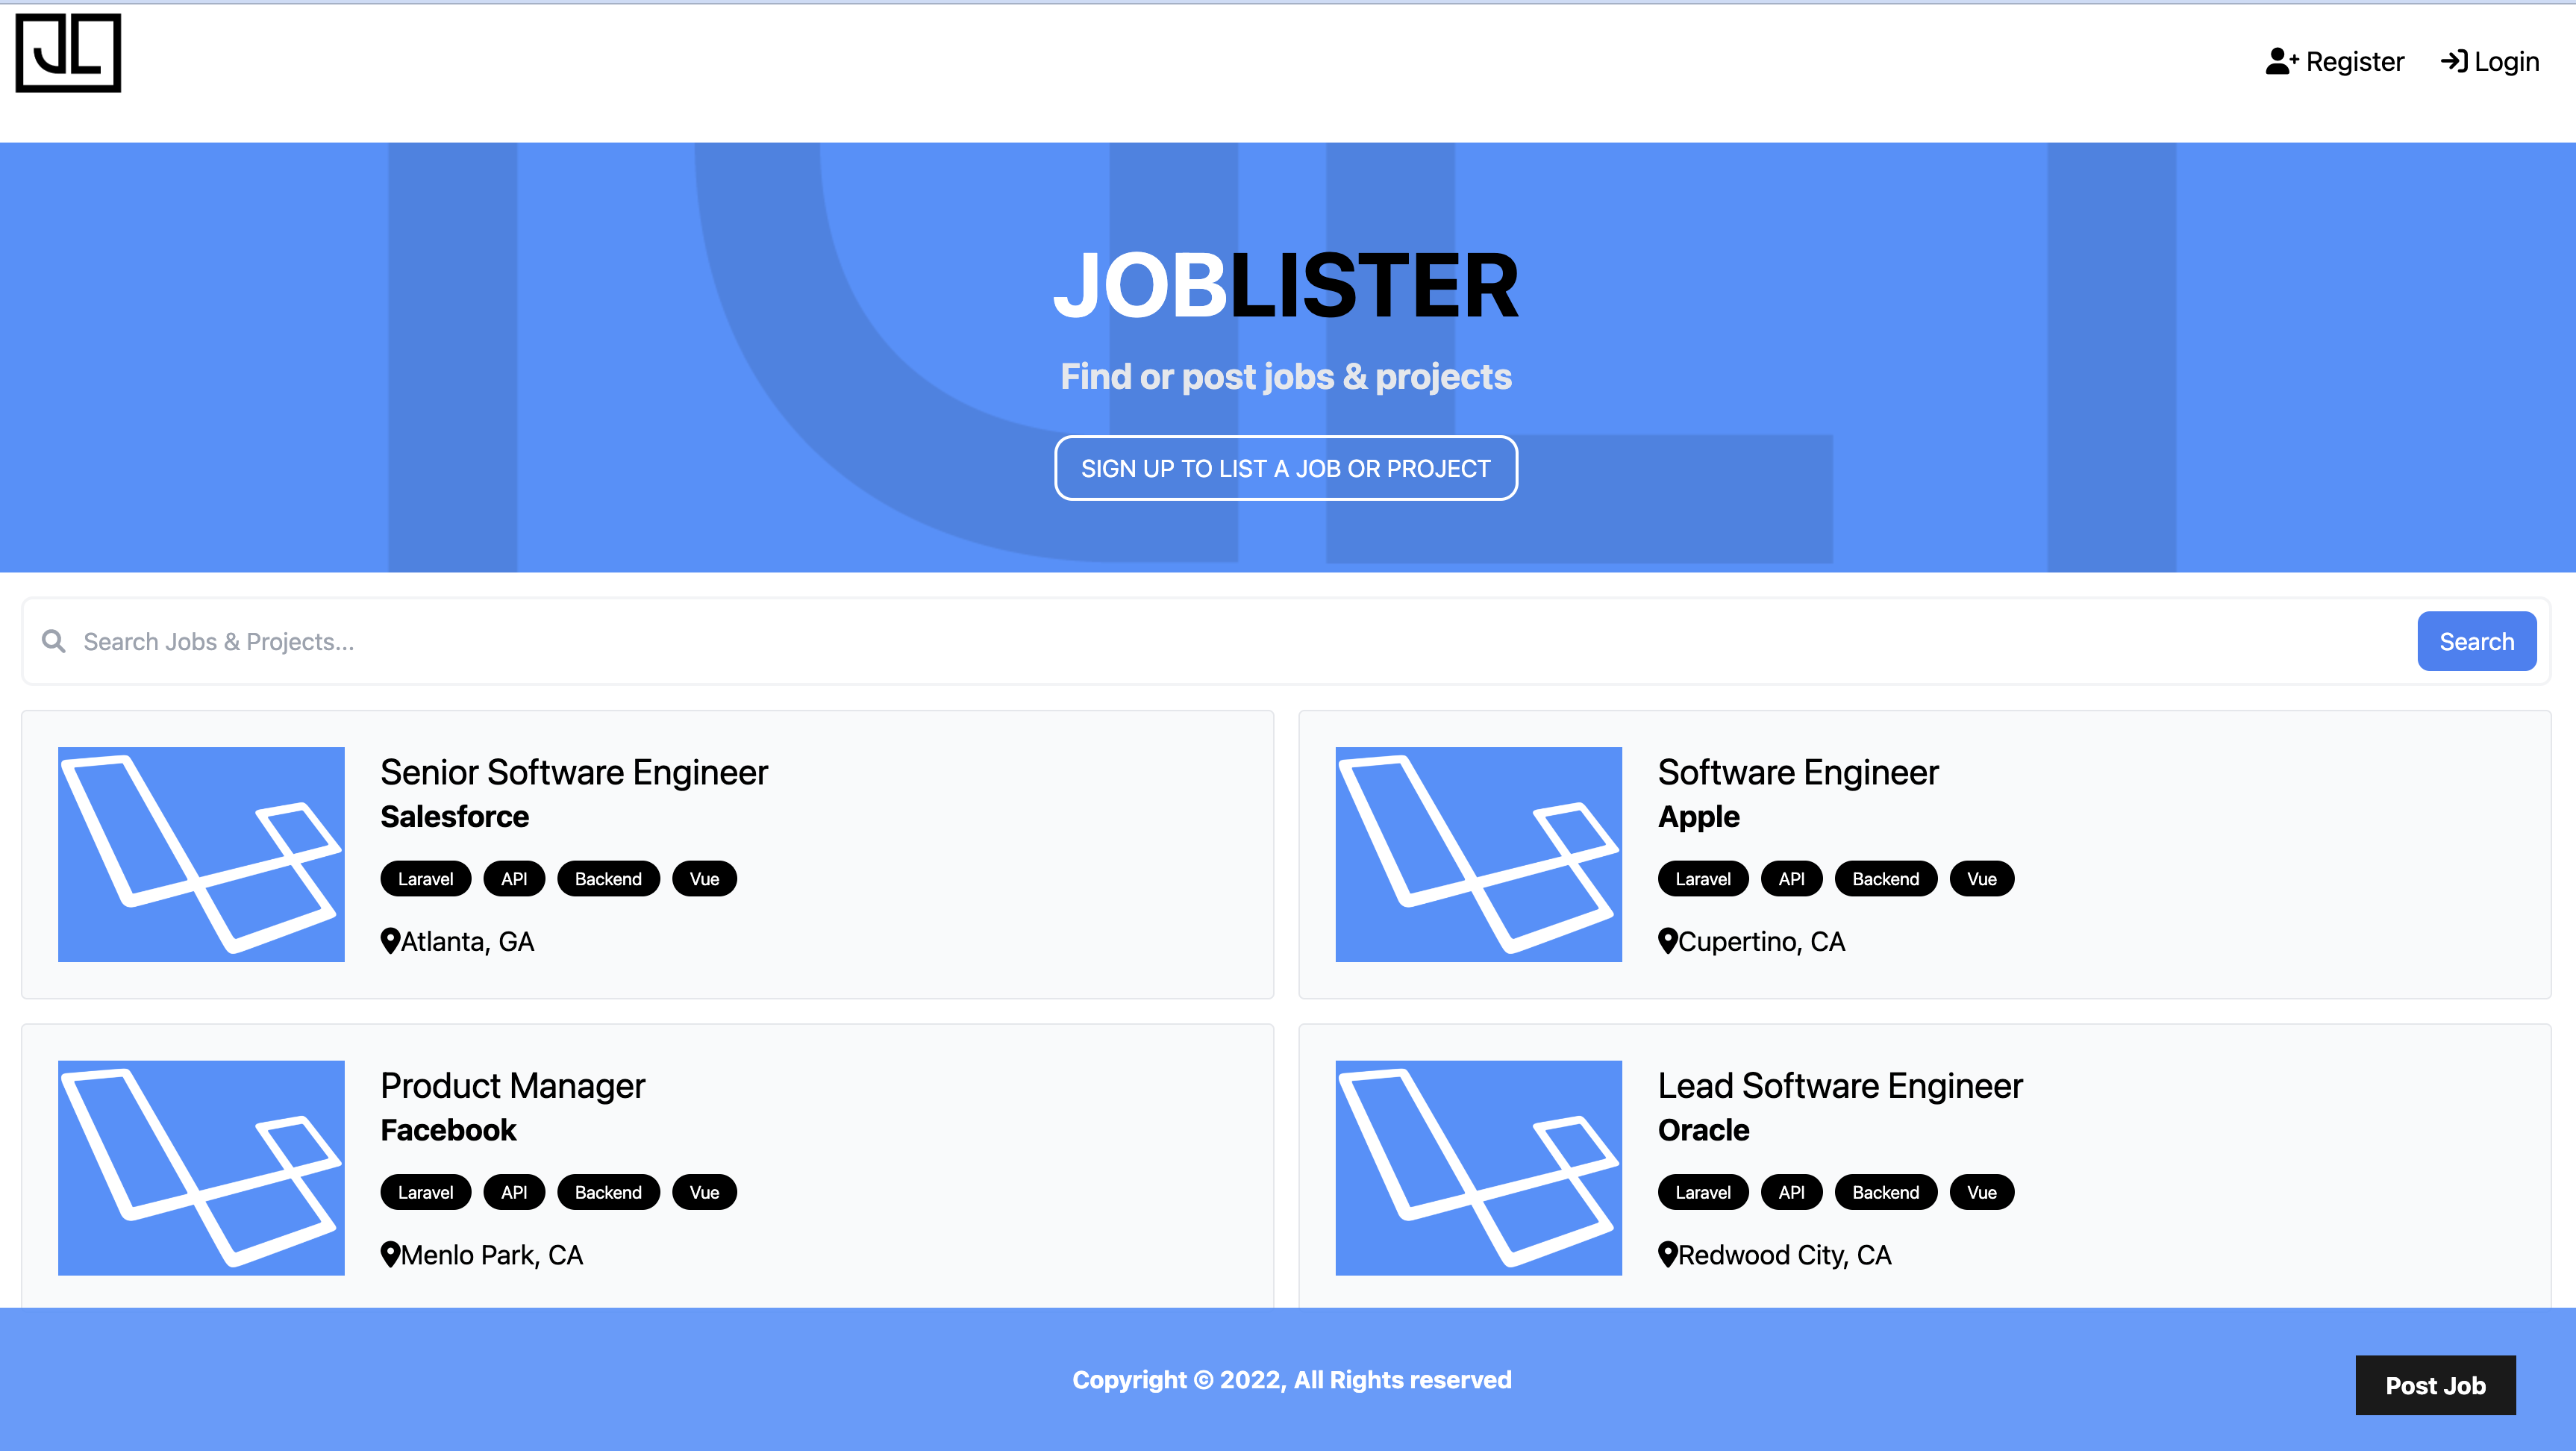 JL
Register Login
JOBLISTER
Find or post jobs & projects
SIGN UP TO LIST A JOB OR PROJECT
Search Jobs & Projects...
Search
Senior Software Engineer
Salesforce
Laravel API Backend Vue
Atlanta, GA
Software Engineer
Apple
Laravel API Backend Vue
Cupertino, CA
Product Manager
Facebook
Laravel API Backend Vue
Menlo Park, CA
Lead Software Engineer
Oracle
Laravel API Backend Vue
Redwood City, CA
Copyright © 2022, All Rights reserved
Post Job